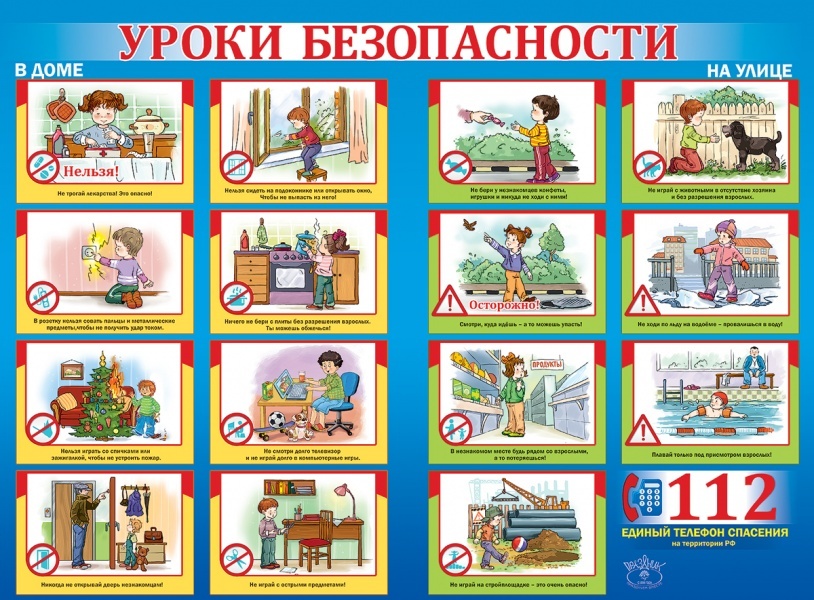 УРОКИ БЕЗОПАСНОСТИ
В ДОМЕ
Нельзя!
Не трогай лекарства! Это опасно!
Нельзя сидеть на подоконнике или открывать окно,
Чтобы не выпасть из него!
В розетку нельзя совать пальцы и металлические
предметы,чтобы не получить удар током.
Ничего не бери с плиты без разрешения взрослых.
Ты можешь обжечься!
Нельзя играть со спичками или
зажигалкой, чтобы не устроить пожар.
Не смотри долго телевизор
и не играй долго в компьютерные игры.
Никогда не открывай дверь незнакомцам!
Не играй с острыми предметами!
НА УЛИЦЕ
Не бери у незнакомцев конфеты,
игрушки и никуда не ходи с ними!
Не играй с животными в отсутствие хозяина
и без разрешения взрослых.
Осторожно!
Смотри, куда идёшь – а то можешь упасть!
Не ходи по льду на водоёме – провалишься в воду!
ПРОДУКТЫ
В незнакомом месте будь рядом со взрослыми,
а то потеряешься!
Плавай только под присмотром взрослых!
Не играй на стройплощадке – это очень опасно!
112
ЕДИНЫЙ ТЕЛЕФОН СПАСЕНИЯ
на территории РФ
Праздник